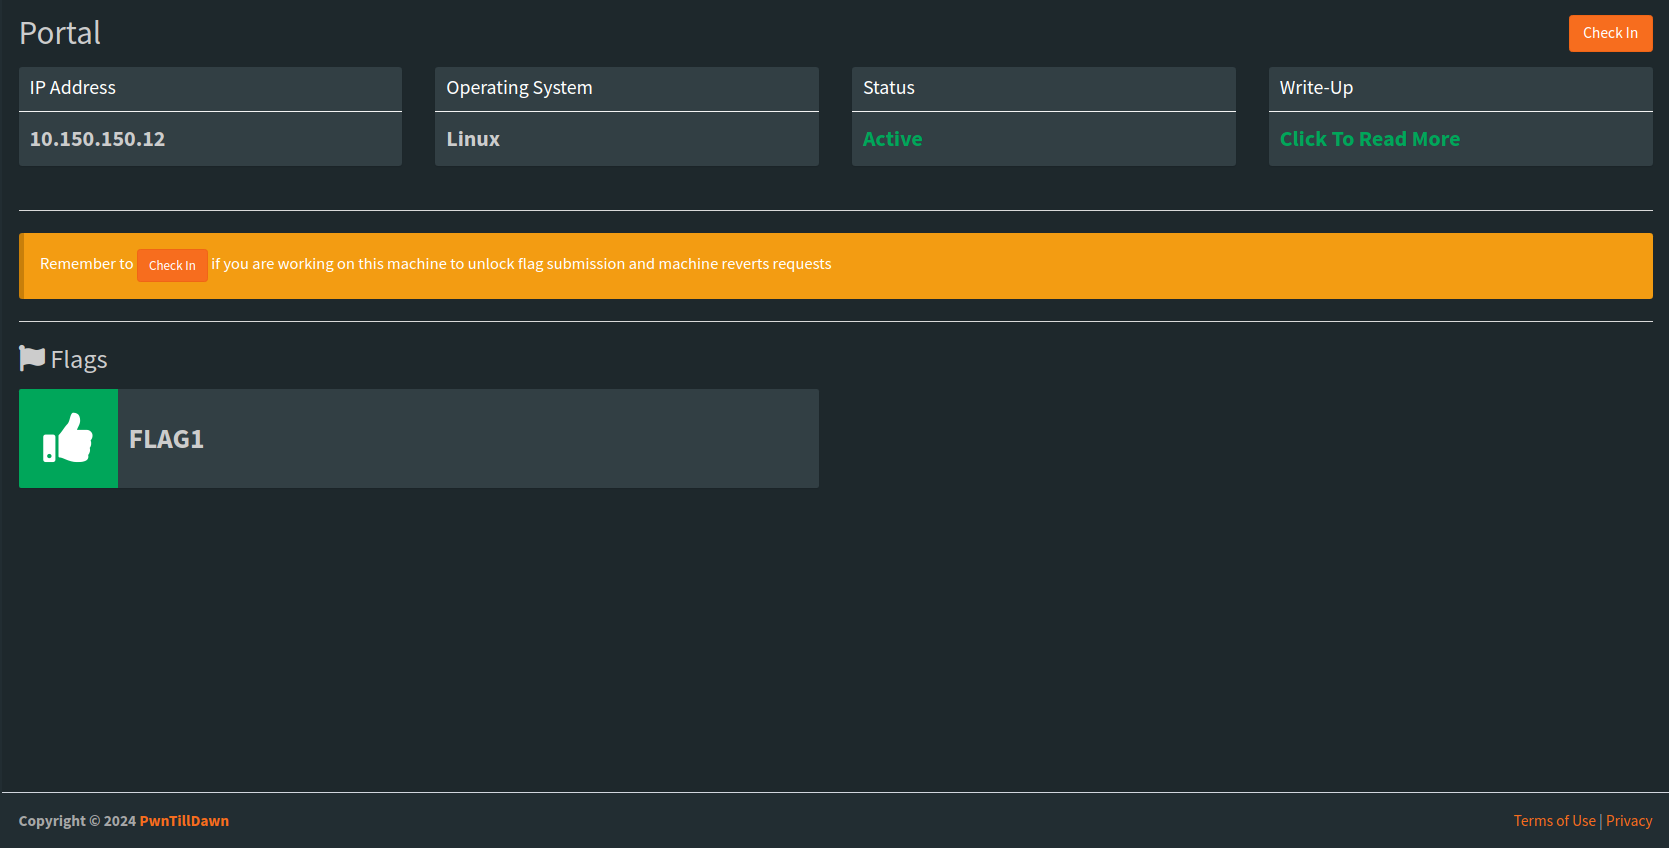 Portal
Check In
IP Address
10.150.150.12
Operating System
Linux
Status
Active
Write-Up
Click To Read More
Remember to Check In if you are working on this machine to unlock flag submission and machine reverts requests
Flags
FLAG1
Copyright © 2024 PwnTillDawn
Terms of Use | Privacy